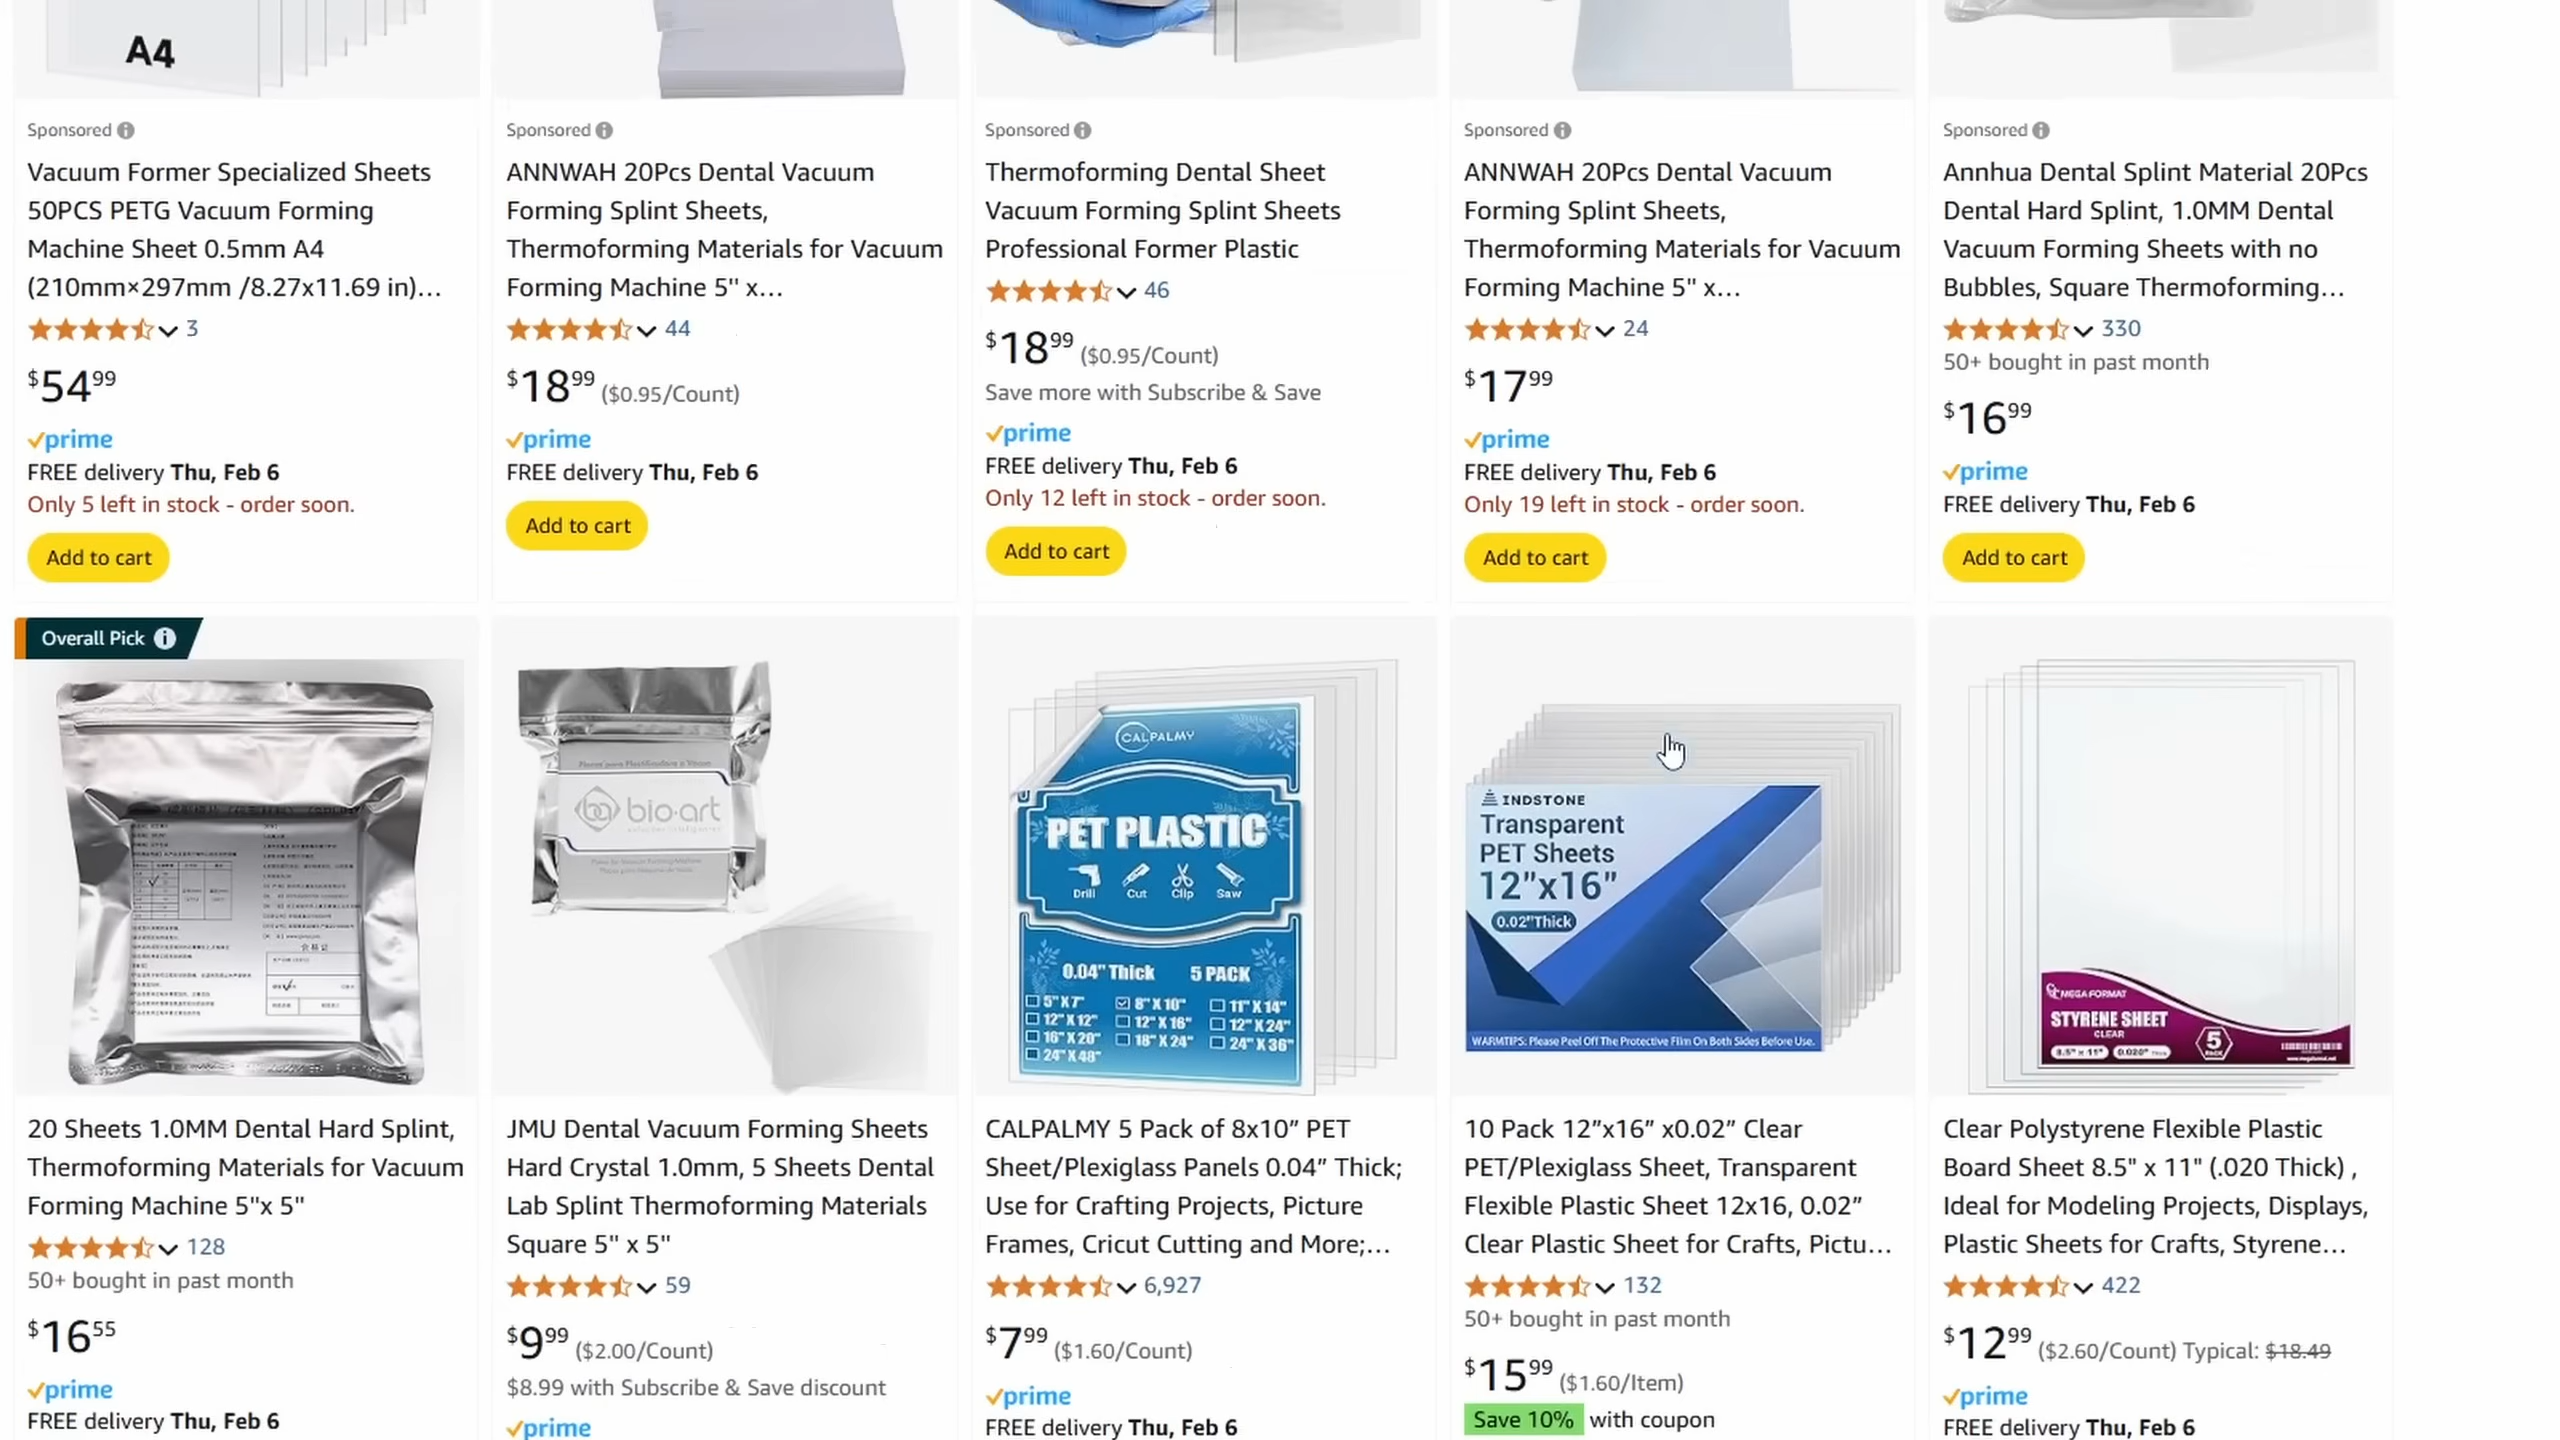 A4
Sponsored
Vacuum Former Specialized Sheets
50PCS PETG Vacuum Forming
Machine Sheet 0.5mm A4
(210mm×297mm /8.27x11.69 in)…
3
$54 99
prime
FREE delivery Thu, Feb 6
Only 5 left in stock - order soon.
Add to cart
Sponsored
ANNWAH 20Pcs Dental Vacuum
Forming Splint Sheets,
Thermoforming Materials for Vacuum
Forming Machine 5'' x…
44
$18 99 ($0.95/Count)
prime
FREE delivery Thu, Feb 6
Add to cart
Sponsored
Thermoforming Dental Sheet
Vacuum Forming Splint Sheets
Professional Former Plastic
46
$18 99 ($0.95/Count)
Save more with Subscribe & Save
prime
FREE delivery Thu, Feb 6
Only 12 left in stock - order soon.
Add to cart
Sponsored
ANNWAH 20Pcs Dental Vacuum
Forming Splint Sheets,
Thermoforming Materials for Vacuum
Forming Machine 5" x…
24
$17 99
prime
FREE delivery Thu, Feb 6
Only 19 left in stock - order soon.
Add to cart
Sponsored
Annhua Dental Splint Material 20Pcs
Dental Hard Splint, 1.0MM Dental
Vacuum Forming Sheets with no
Bubbles, Square Thermoforming…
330
50+ bought in past month
$16 99
prime
FREE delivery Thu, Feb 6
Add to cart
Overall Pick
20 Sheets 1.0MM Dental Hard Splint,
Thermoforming Materials for Vacuum
Forming Machine 5"x 5"
128
50+ bought in past month
$16 55
prime
FREE delivery Thu, Feb 6
bio-art
JMU Dental Vacuum Forming Sheets
Hard Crystal 1.0mm, 5 Sheets Dental
Lab Splint Thermoforming Materials
Square 5" x 5"
59
$9 99 ($2.00/Count)
$8.99 with Subscribe & Save discount
prime
CALPALMY
PET PLASTIC
Drill Cut Clip Saw
0.04" Thick 5 PACK
5"X7" 8"X10" 11"X14"
12"X12" 12"X16" 12"X24"
16"X20" 18"X24" 24"X36"
24"X48"
CALPALMY 5 Pack of 8x10” PET
Sheet/Plexiglass Panels 0.04” Thick;
Use for Crafting Projects, Picture
Frames, Cricut Cutting and More;…
6,927
$7 99 ($1.60/Count)
prime
FREE delivery Thu, Feb 6
INDSTONE
Transparent
PET Sheets
12”x16”
0.02”Thick
WARMTIPS: Please Peel Off The Protective Film On Both Sides Before Use.
10 Pack 12”x16” x0.02” Clear
PET/Plexiglass Sheet, Transparent
Flexible Plastic Sheet 12x16, 0.02”
Clear Plastic Sheet for Crafts, Pictu…
132
50+ bought in past month
$15 99 ($1.60/Item)
Save 10% with coupon
MEGA FORMAT
STYRENE SHEET
CLEAR
8.5" x 11" 0.020" Thick
5
PACK
Clear Polystyrene Flexible Plastic
Board Sheet 8.5" x 11" (.020 Thick) ,
Ideal for Modeling Projects, Displays,
Plastic Sheets for Crafts, Styrene…
422
$12 99 ($2.60/Count) Typical: $18.49
prime
FREE delivery Thu, Feb 6